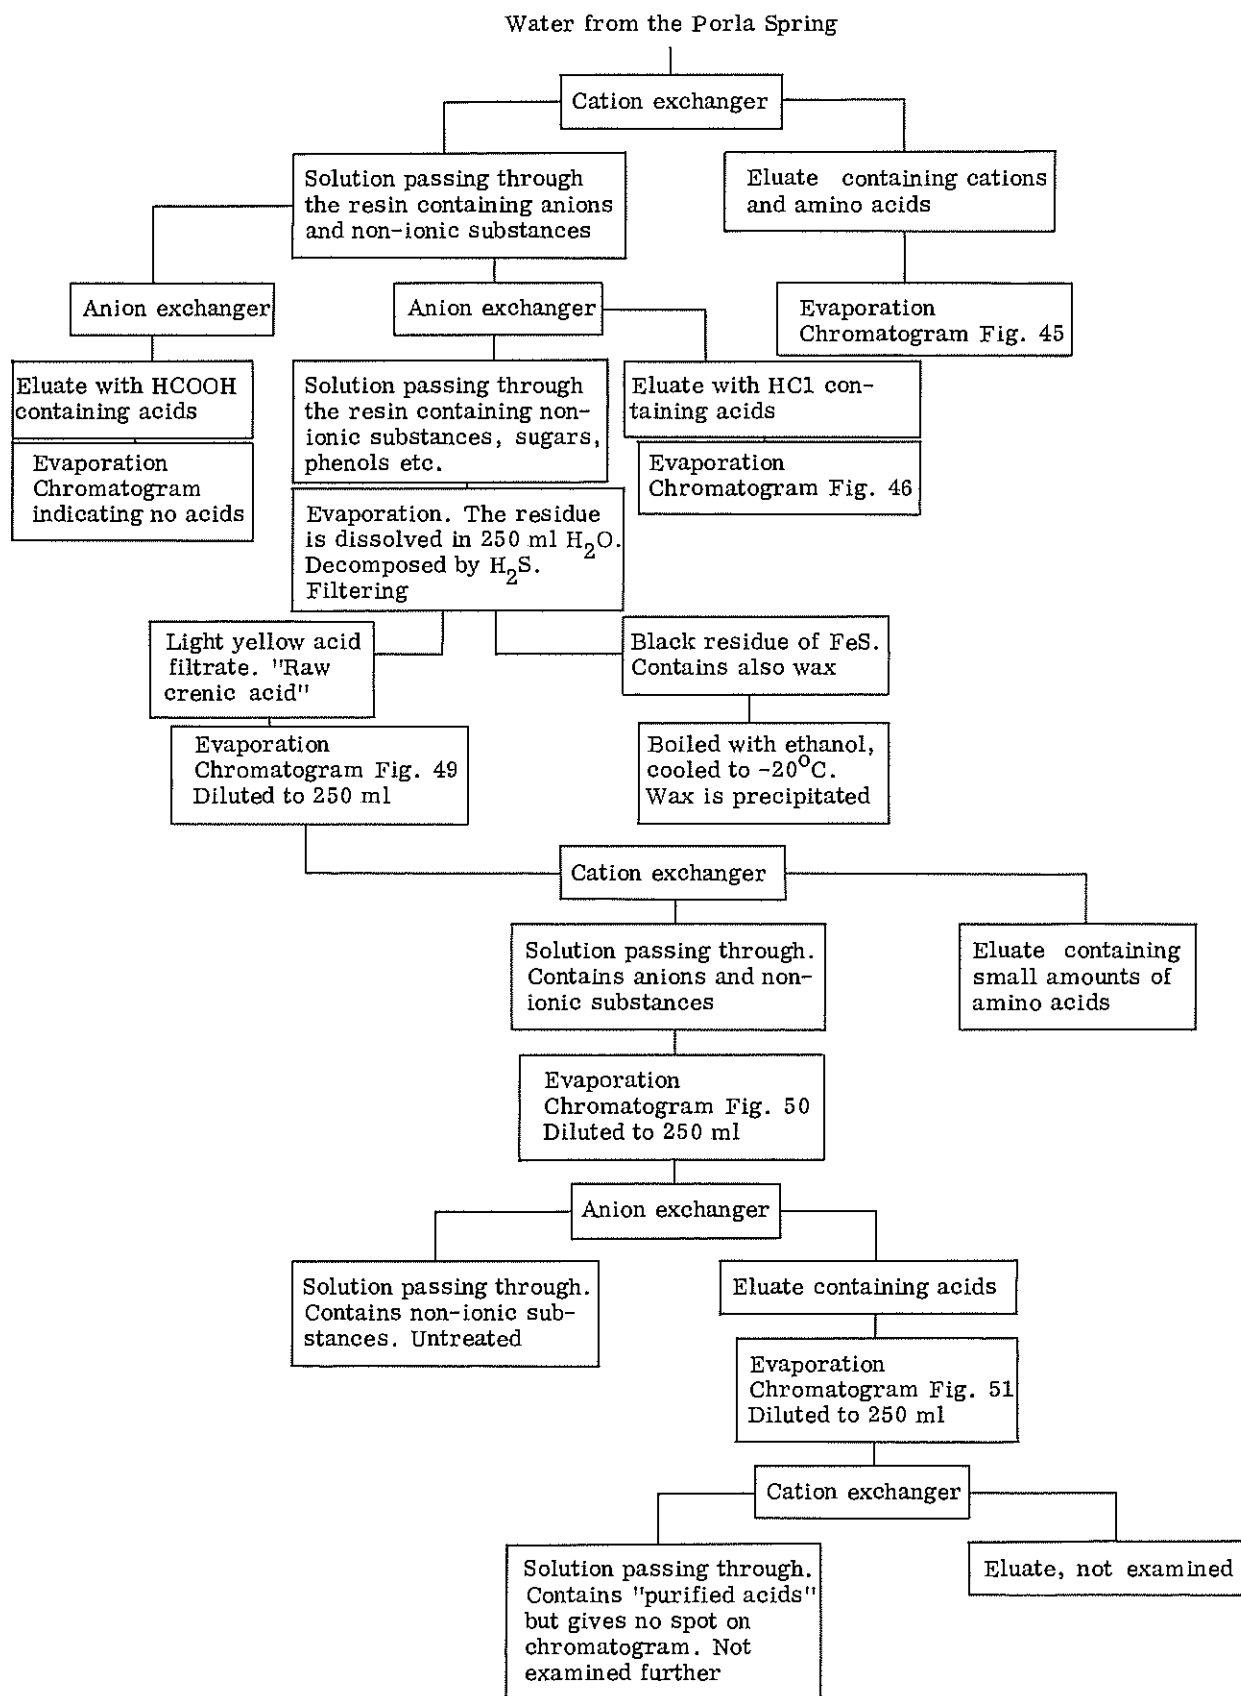 Water from the Porla Spring
Cation exchanger
Solution passing through
the resin containing anions
and non-ionic substances
Eluate containing cations
and amino acids
Anion exchanger
Anion exchanger
Evaporation
Chromatogram Fig. 45
Eluate with HCOOH
containing acids
Solution passing through
the resin containing non-
ionic substances, sugars,
phenols etc.
Eluate with HCl con-
taining acids
Evaporation
Chromatogram
indicating no acids
Evaporation
Chromatogram Fig. 46
Evaporation. The residue
is dissolved in 250 ml H2O.
Decomposed by H2S.
Filtering
Light yellow acid
filtrate. "Raw
crenic acid"
Black residue of FeS.
Contains also wax
Evaporation
Chromatogram Fig. 49
Diluted to 250 ml
Boiled with ethanol,
cooled to -20°C.
Wax is precipitated
Cation exchanger
Solution passing through.
Contains anions and non-
ionic substances
Eluate containing
small amounts of
amino acids
Evaporation
Chromatogram Fig. 50
Diluted to 250 ml
Anion exchanger
Solution passing through.
Contains non-ionic sub-
stances. Untreated
Eluate containing acids
Evaporation
Chromatogram Fig. 51
Diluted to 250 ml
Cation exchanger
Solution passing through.
Contains "purified acids"
but gives no spot on
chromatogram. Not
examined further
Eluate, not examined